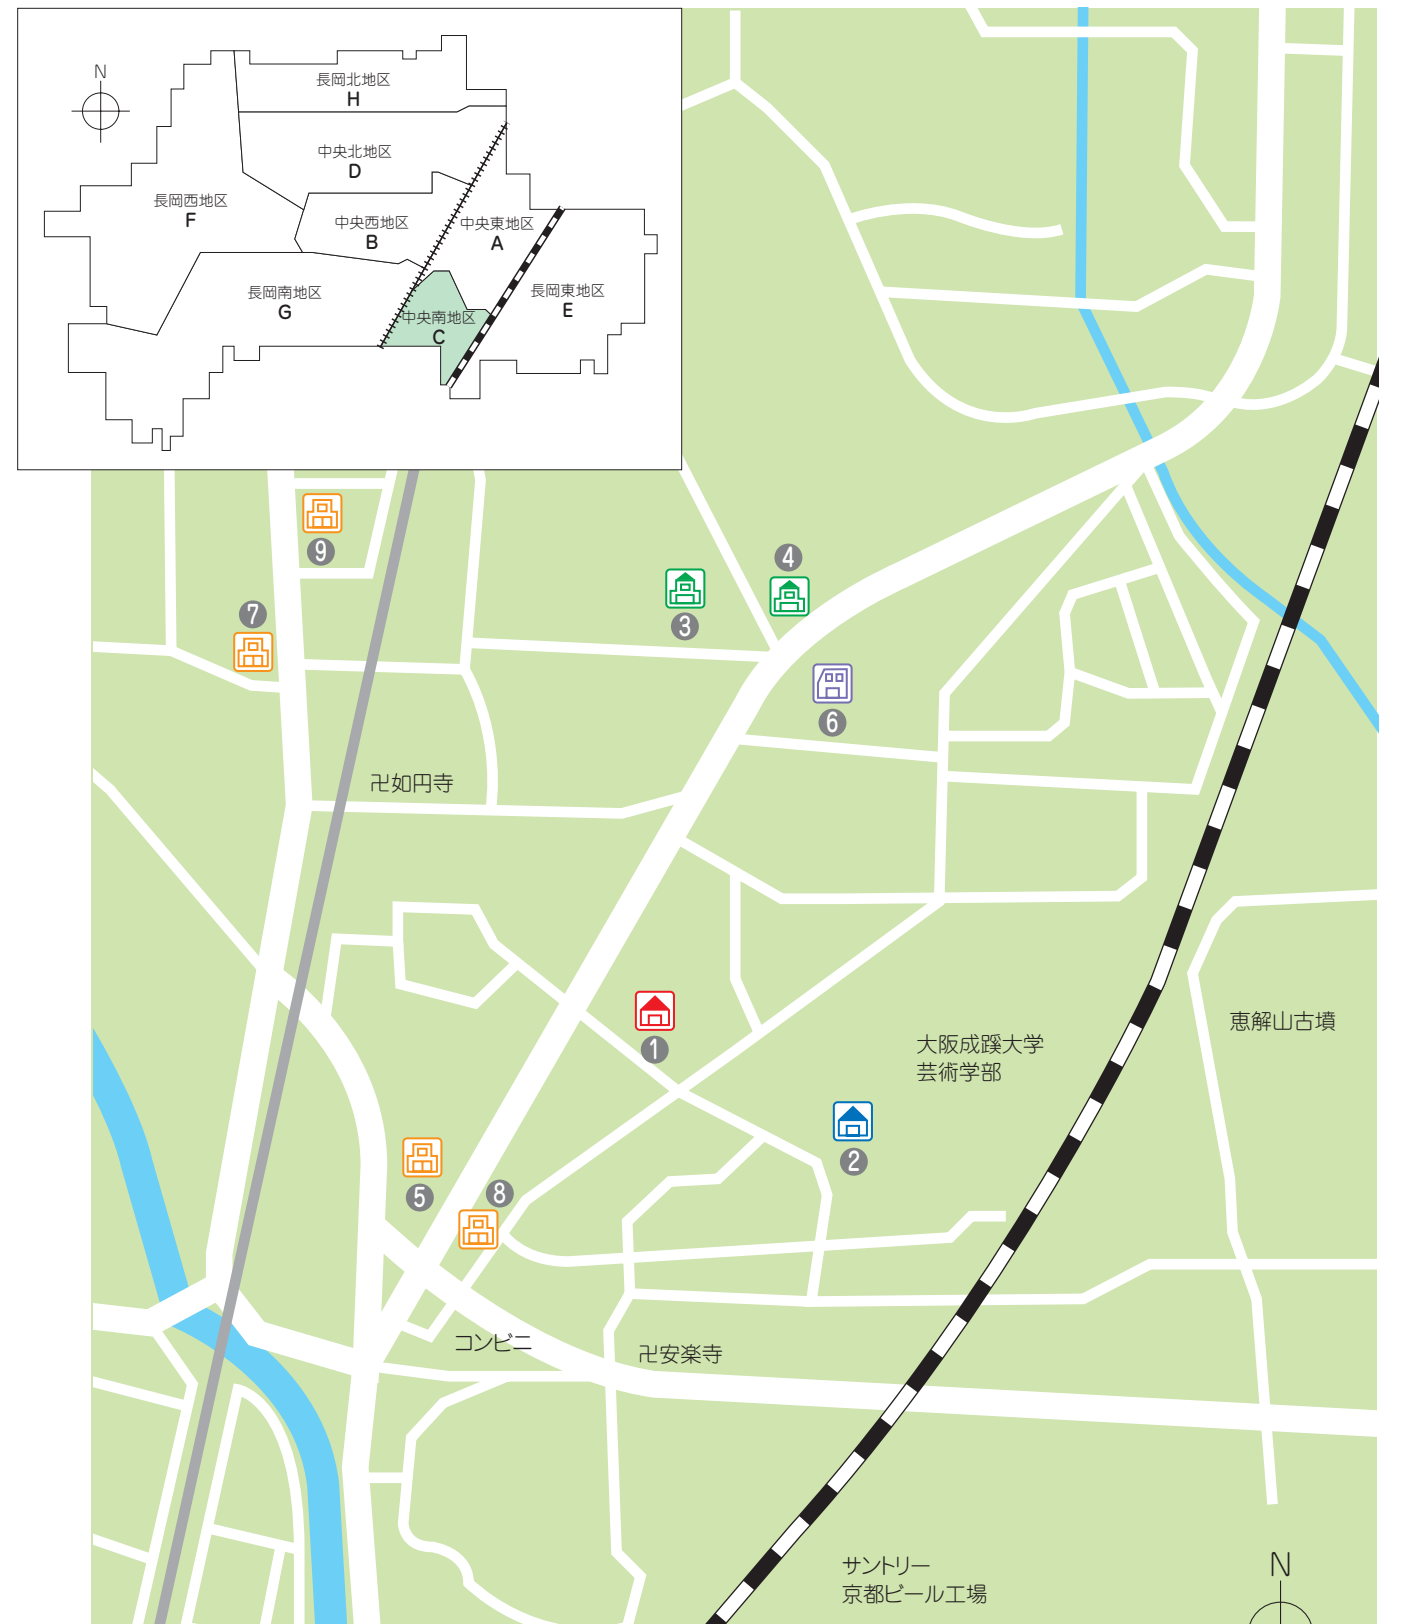 N
長岡北地区
H
中央北地区
D
長岡西地区
F
中央西地区
B
中央東地区
A
長岡南地区
G
長岡東地区
E
中央南地区
C
9
4
7
3
6
卍如円寺
恵解山古墳
大阪成蹊大学
芸術学部
1
2
5
8
コンビニ
卍安楽寺
サントリー
京都ビール工場
N